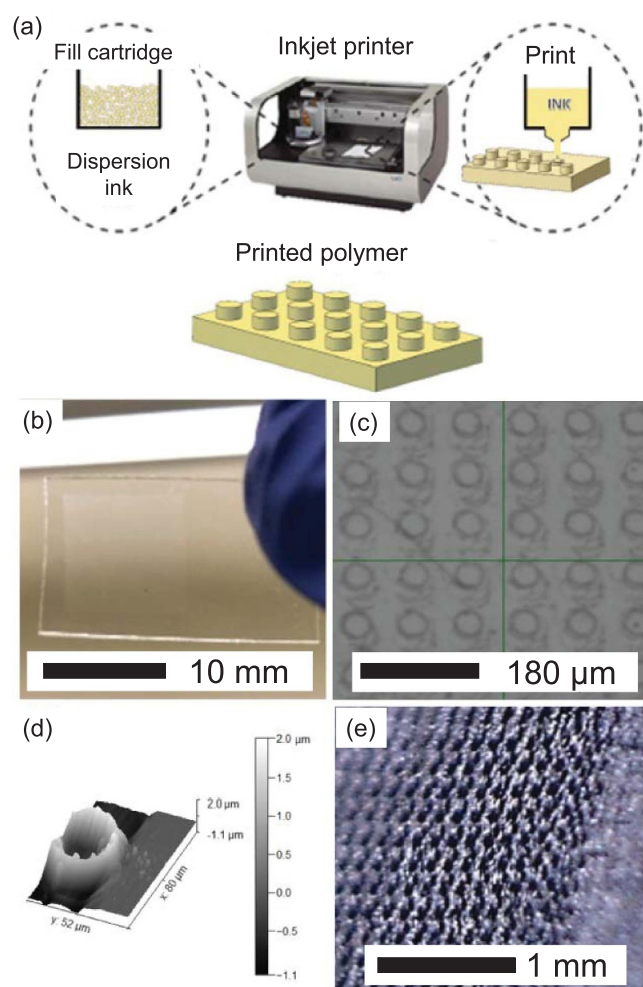 (a)
Fill cartridge
Dispersion
ink
Inkjet printer
Print
INK
Printed polymer
(b)
10 mm
(c)
180 µm
(d)
2.0 µm
-1.1 µm
x: 80 µm
y: 52 µm
2.0 µm
1.5
1.0
0.5
0.0
−0.5
−1.1
(e)
1 mm